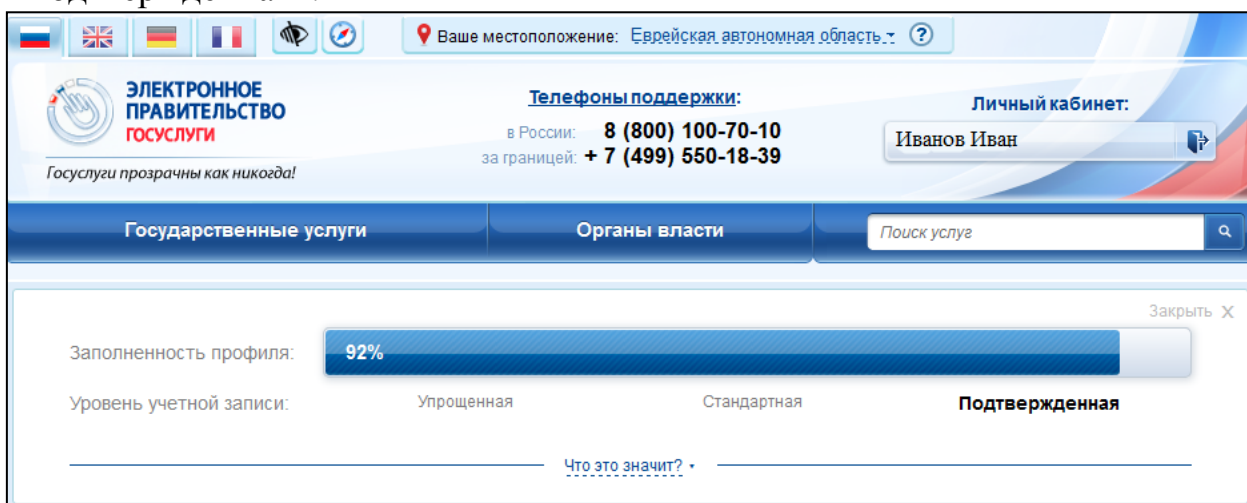 Ваше местоположение: Еврейская автономная область ?
ЭЛЕКТРОННОЕ
ПРАВИТЕЛЬСТВО
ГОСУСЛУГИ
Госуслуги прозрачны как никогда!
Телефоны поддержки:
в России: 8 (800) 100-70-10
за границей: + 7 (499) 550-18-39
Личный кабинет:
Иванов Иван
Государственные услуги
Органы власти
Поиск услуг
Закрыть X
Заполненность профиля: 92%
Уровень учетной записи: Упрощенная Стандартная Подтвержденная
Что это значит?